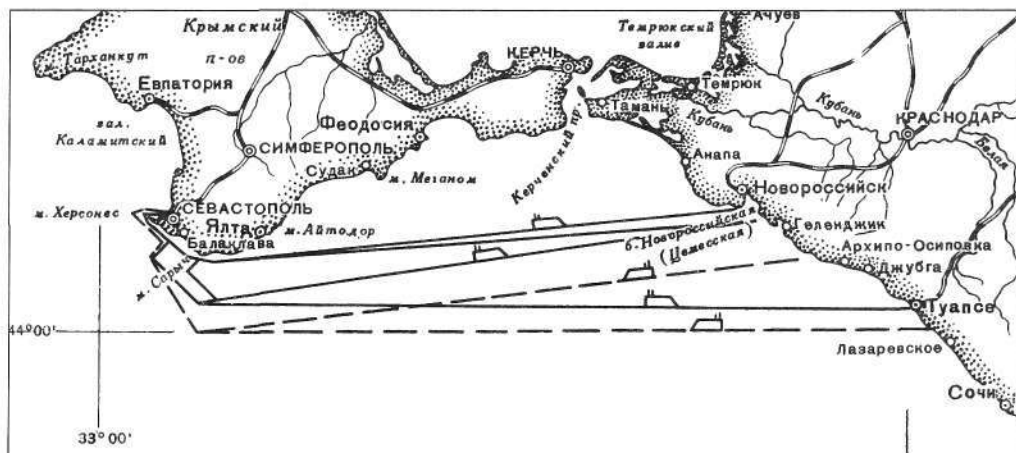 Крымский
п-ов
м. Тарханкут
Евпатория
зал.
Каламитский
СИМФЕРОПОЛЬ
Феодосия
Судак
м. Меганом
КЕРЧЬ
Керченский пр.
Темрюкский
залив
Ачуев
Темрюк
Тамань
Кубань
Кубань
КРАСНОДАР
Белая
Анапа
Новороссийск
м. Херсонес
СЕВАСТОПОЛЬ
Балаклава
Ялта
м. Айтодор
м. Сарыч
б. Новороссийская
(Цемесская)
Геленджик
Архипо-Осиповка
Джубга
Туапсе
Лазаревское
Сочи
44°00'
33°00'